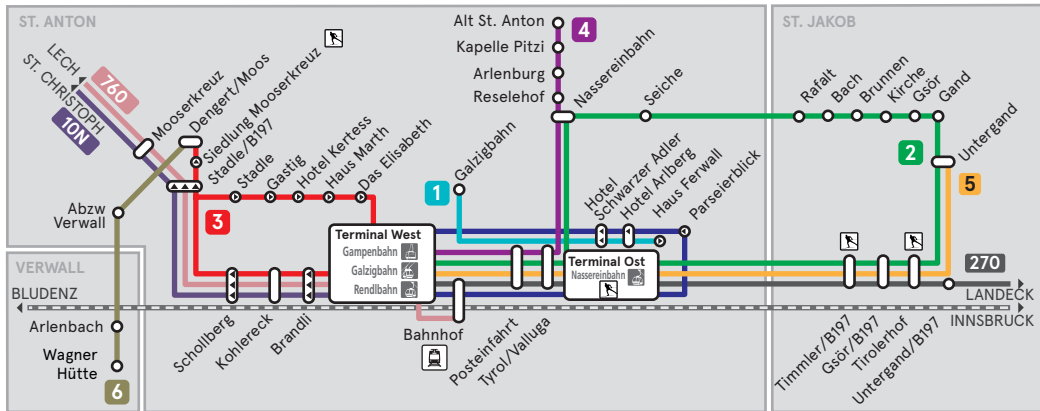 ST. ANTON
ST. JAKOB
VERWALL
LECH
ST. CHRISTOPH
760
10N
Mooserkreuz
Dengert/Moos
Siedlung Mooserkreuz
Stadle/B197
Stadle
Gastig
Hotel Kertess
Haus Marth
Das Elisabeth
3
Abzw
Verwall
Arlenbach
Wagner
Hütte
6
BLUDENZ
Schollberg
Kohlereck
Brandli
Terminal West
Gampenbahn
Galzigbahn
Rendlbahn
Bahnhof
Alt St. Anton
Kapelle Pitzi
Arlenburg
Reselehof
4
Nassereinbahn
Seiche
Galzigbahn
1
Hotel
Schwarzer Adler
Hotel Arlberg
Haus Ferwall
Parseierblick
Terminal Ost
Nassereinbahn
Posteinfahrt
Tyrol/Valluga
Rafalt
Bach
Brunnen
Kirche
Gsör
Gand
Untergand
2
5
270
LANDECK
INNSBRUCK
Timmler/B197
Gsör/B197
Tirolerhof
Untergand/B197